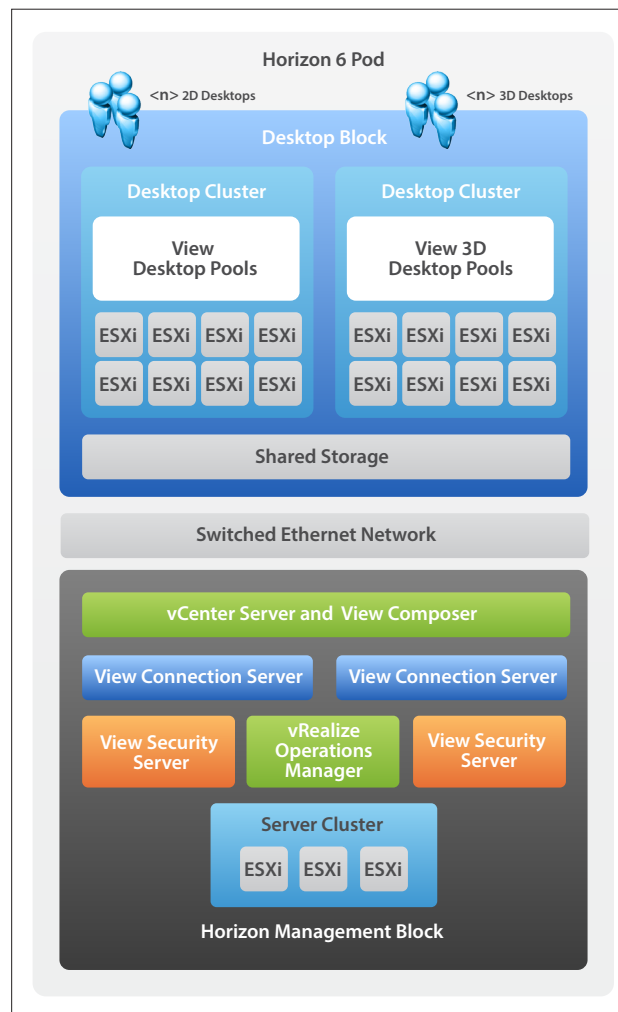 Horizon 6 Pod
<n> 2D Desktops
<n> 3D Desktops
Desktop Block
Desktop Cluster
View
Desktop Pools
ESXi ESXi ESXi ESXi
ESXi ESXi ESXi ESXi
Desktop Cluster
View 3D
Desktop Pools
ESXi ESXi ESXi ESXi
ESXi ESXi ESXi ESXi
Shared Storage
Switched Ethernet Network
vCenter Server and View Composer
View Connection Server
View Connection Server
View Security
Server
vRealize
Operations
Manager
View Security
Server
Server Cluster
ESXi ESXi ESXi
Horizon Management Block